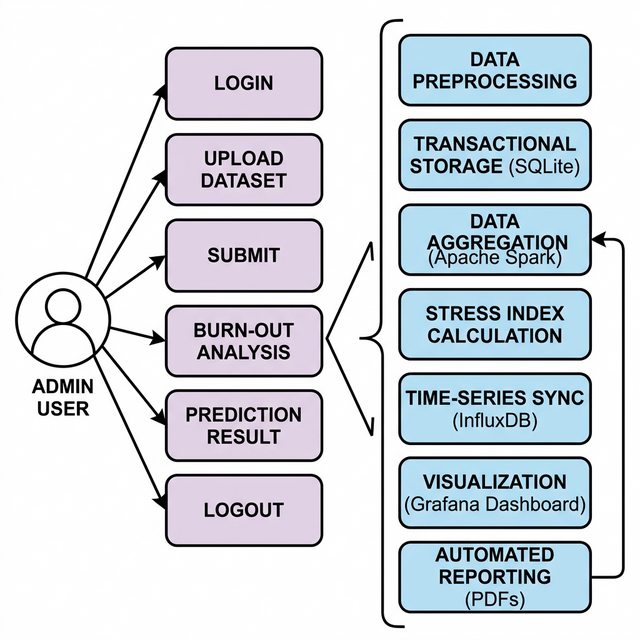 ADMIN
USER
LOGIN
UPLOAD
DATASET
SUBMIT
BURN-OUT
ANALYSIS
PREDICTION
RESULT
LOGOUT
DATA
PREPROCESSING
TRANSACTIONAL
STORAGE (SQLite)
DATA
AGGREGATION
(Apache Spark)
STRESS INDEX
CALCULATION
TIME-SERIES SYNC
(InfluxDB)
VISUALIZATION
(Grafana Dashboard)
AUTOMATED
REPORTING
(PDFs)